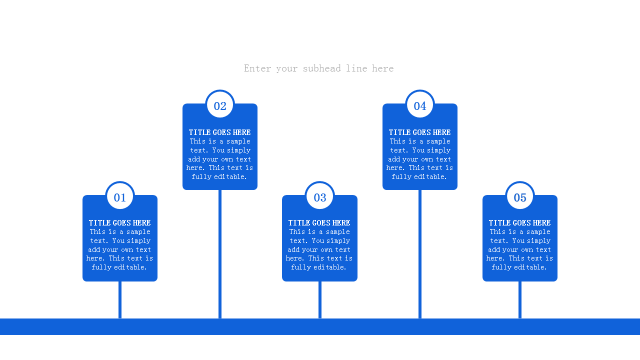 Enter your subhead line here
01
TITLE GOES HERE
This is a sample
text. You simply
add your own text
here. This text is
fully editable.
02
TITLE GOES HERE
This is a sample
text. You simply
add your own text
here. This text is
fully editable.
03
TITLE GOES HERE
This is a sample
text. You simply
add your own text
here. This text is
fully editable.
04
TITLE GOES HERE
This is a sample
text. You simply
add your own text
here. This text is
fully editable.
05
TITLE GOES HERE
This is a sample
text. You simply
add your own text
here. This text is
fully editable.